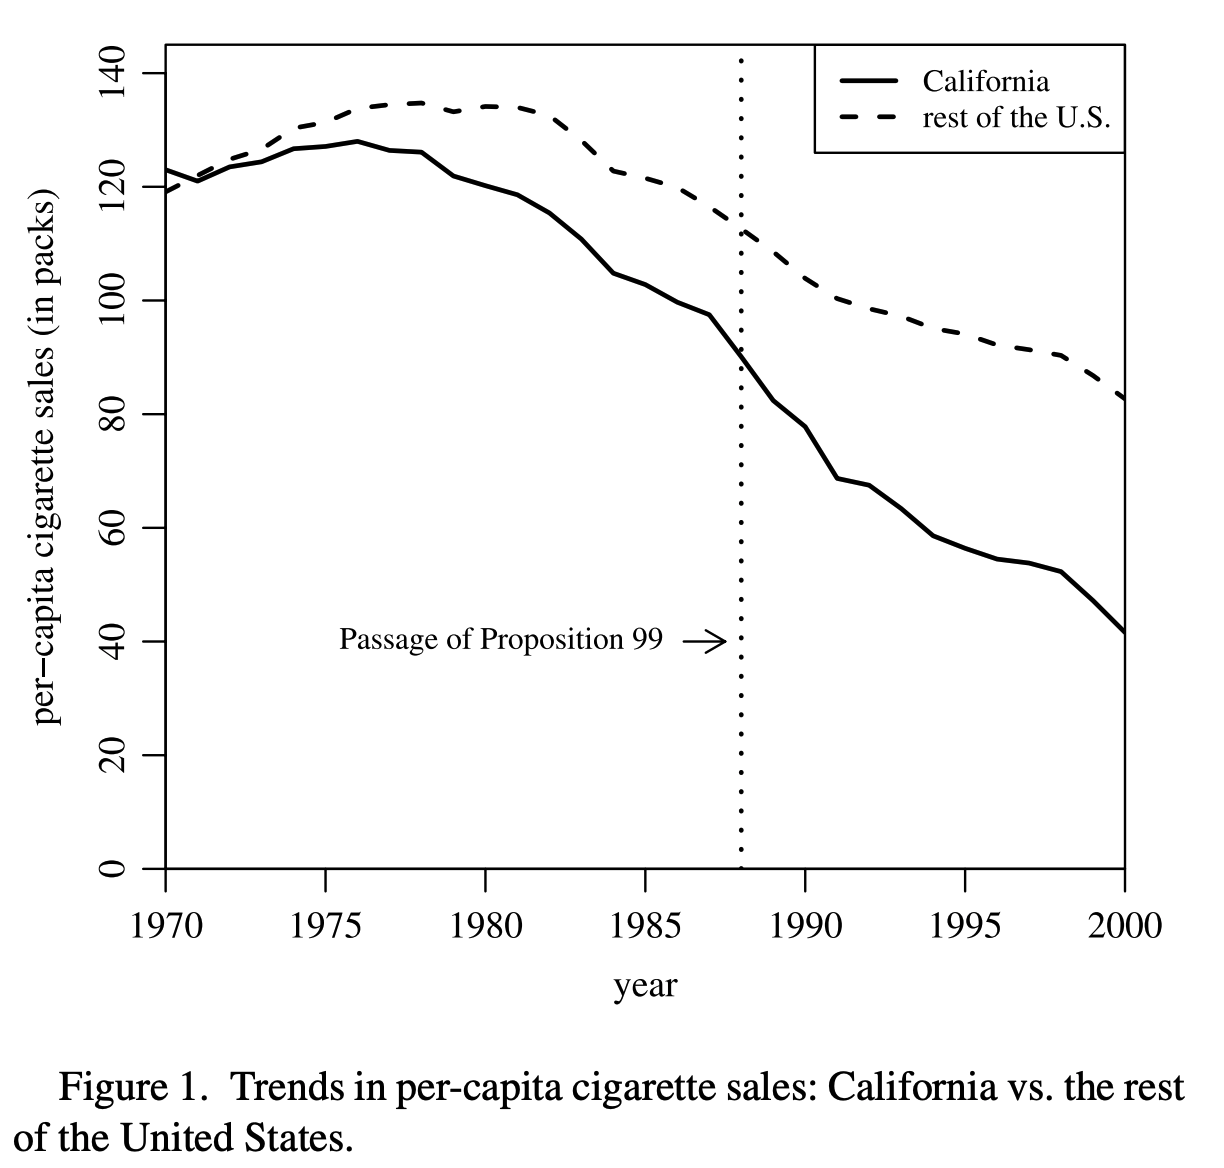 140
120
100
80
60
40
20
0
per−capita cigarette sales (in packs)
California
rest of the U.S.
Passage of Proposition 99
1970 1975 1980 1985 1990 1995 2000
year
Figure 1. Trends in per-capita cigarette sales: California vs. the rest
of the United States.